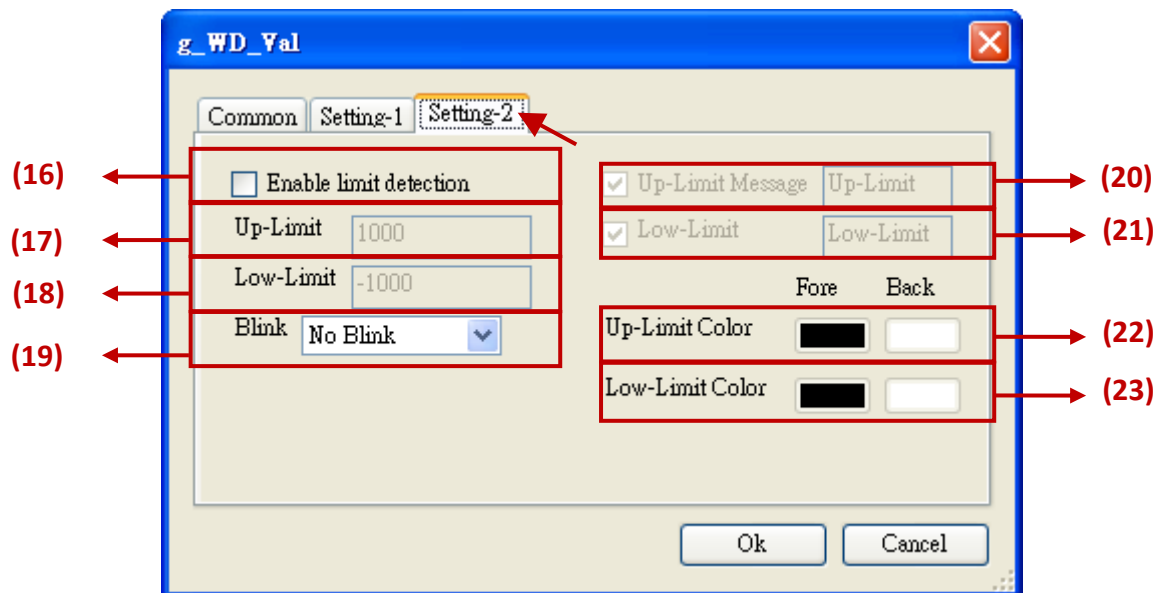 g_WD_Val
Common Setting-1 Setting-2
(16) Enable limit detection Up-Limit Message Up-Limit (20)
(17) Up-Limit 1000 Low-Limit Low-Limit (21)
(18) Low-Limit -1000 Fore Back
(19) Blink No Blink Up-Limit Color (22)
Low-Limit Color (23)
Ok Cancel